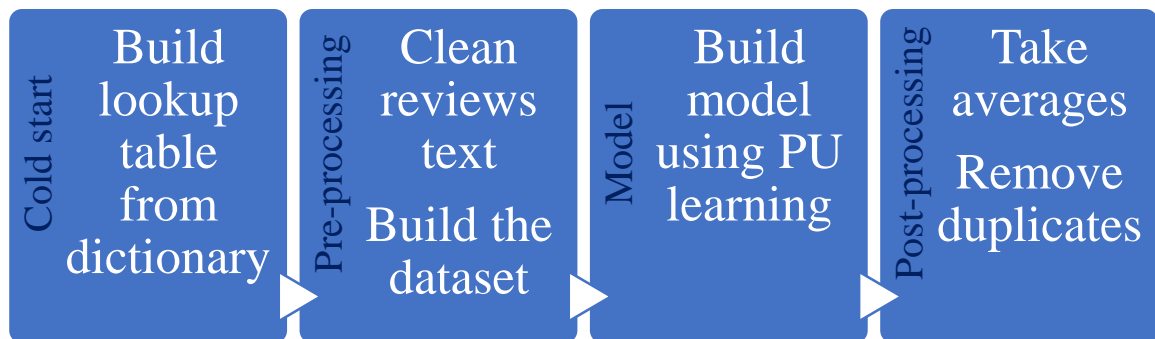 Cold start
Build
lookup
table
from
dictionary
Pre-processing
Clean
reviews
text
Build the
dataset
Model
Build
model
using PU
learning
Post-processing
Take
averages
Remove
duplicates